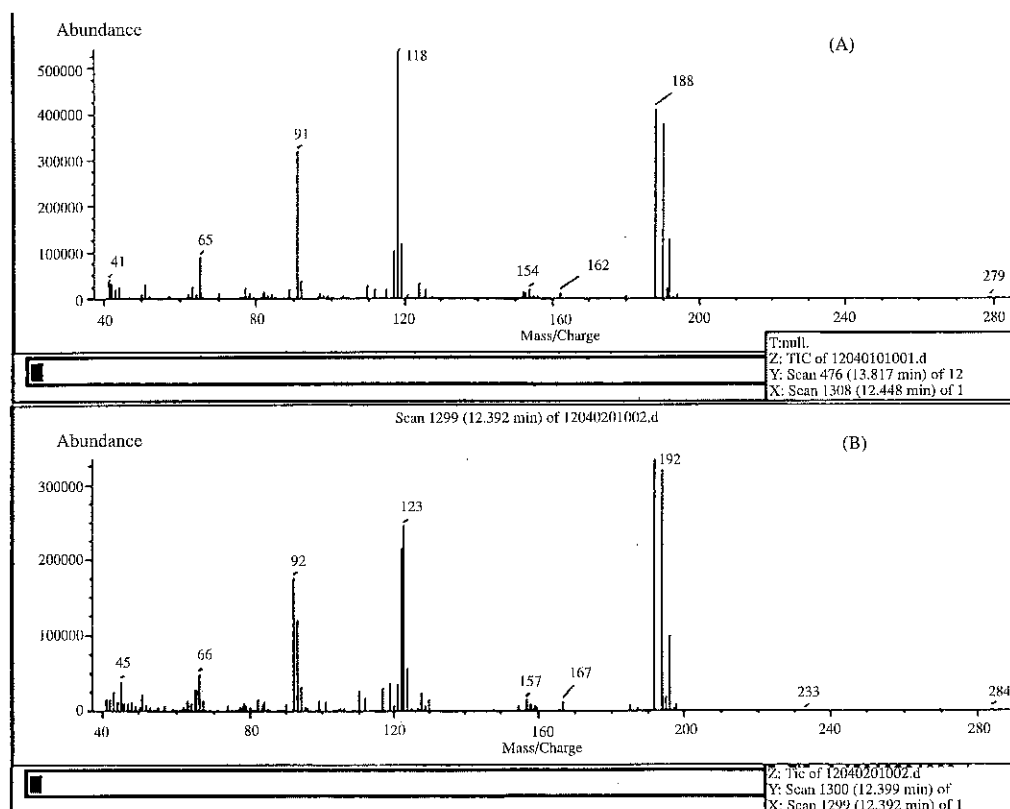 Abundance
(A)
500000
400000
300000
200000
100000
0
118
188
91
65
41
154
162
279
40
80
120
160
200
240
280
Mass/Charge
T:null.
Z; TIC of 12040101001.d
Y: Scan 476 (13.817 min) of 12
X: Scan 1308 (12.448 min) of 1
Scan 1299 (12.392 min) of 12040201002.d
Abundance
(B)
300000
200000
100000
0
192
123
92
45
66
157
167
233
284
40
80
120
160
200
240
280
Mass/Charge
Z; Tic of 12040201002.d
Y: Scan 1300 (12.399 min) of
X: Scan 1299 (12.392 min) of 1